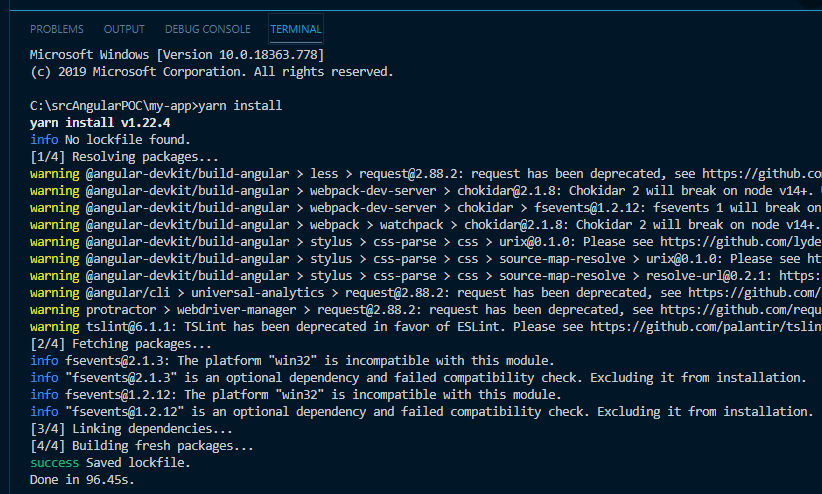 PROBLEMS OUTPUT DEBUG CONSOLE TERMINAL
Microsoft Windows [Version 10.0.18363.778]
(c) 2019 Microsoft Corporation. All rights reserved.
C:\srcAngularPOC\my-app>yarn install
yarn install v1.22.4
info No lockfile found.
[1/4] Resolving packages...
warning @angular-devkit/build-angular > less > request@2.88.2: request has been deprecated, see https://github.co
warning @angular-devkit/build-angular > webpack-dev-server > chokidar@2.1.8: Chokidar 2 will break on node v14+.
warning @angular-devkit/build-angular > webpack-dev-server > chokidar > fsevents@1.2.12: fsevents 1 will break on
warning @angular-devkit/build-angular > webpack > watchpack > chokidar@2.1.8: Chokidar 2 will break on node v14+.
warning @angular-devkit/build-angular > stylus > css-parse > css > urix@0.1.0: Please see https://github.com/lyde
warning @angular-devkit/build-angular > stylus > css-parse > css > source-map-resolve > urix@0.1.0: Please see ht
warning @angular-devkit/build-angular > stylus > css-parse > css > source-map-resolve > resolve-url@0.2.1: https:
warning @angular/cli > universal-analytics > request@2.88.2: request has been deprecated, see https://github.com/
warning protractor > webdriver-manager > request@2.88.2: request has been deprecated, see https://github.com/requ
warning tslint@6.1.1: TSLint has been deprecated in favor of ESLint. Please see https://github.com/palantir/tslin
[2/4] Fetching packages...
info fsevents@2.1.3: The platform "win32" is incompatible with this module.
info "fsevents@2.1.3" is an optional dependency and failed compatibility check. Excluding it from installation.
info fsevents@1.2.12: The platform "win32" is incompatible with this module.
info "fsevents@1.2.12" is an optional dependency and failed compatibility check. Excluding it from installation.
[3/4] Linking dependencies...
[4/4] Building fresh packages...
success Saved lockfile.
Done in 96.45s.